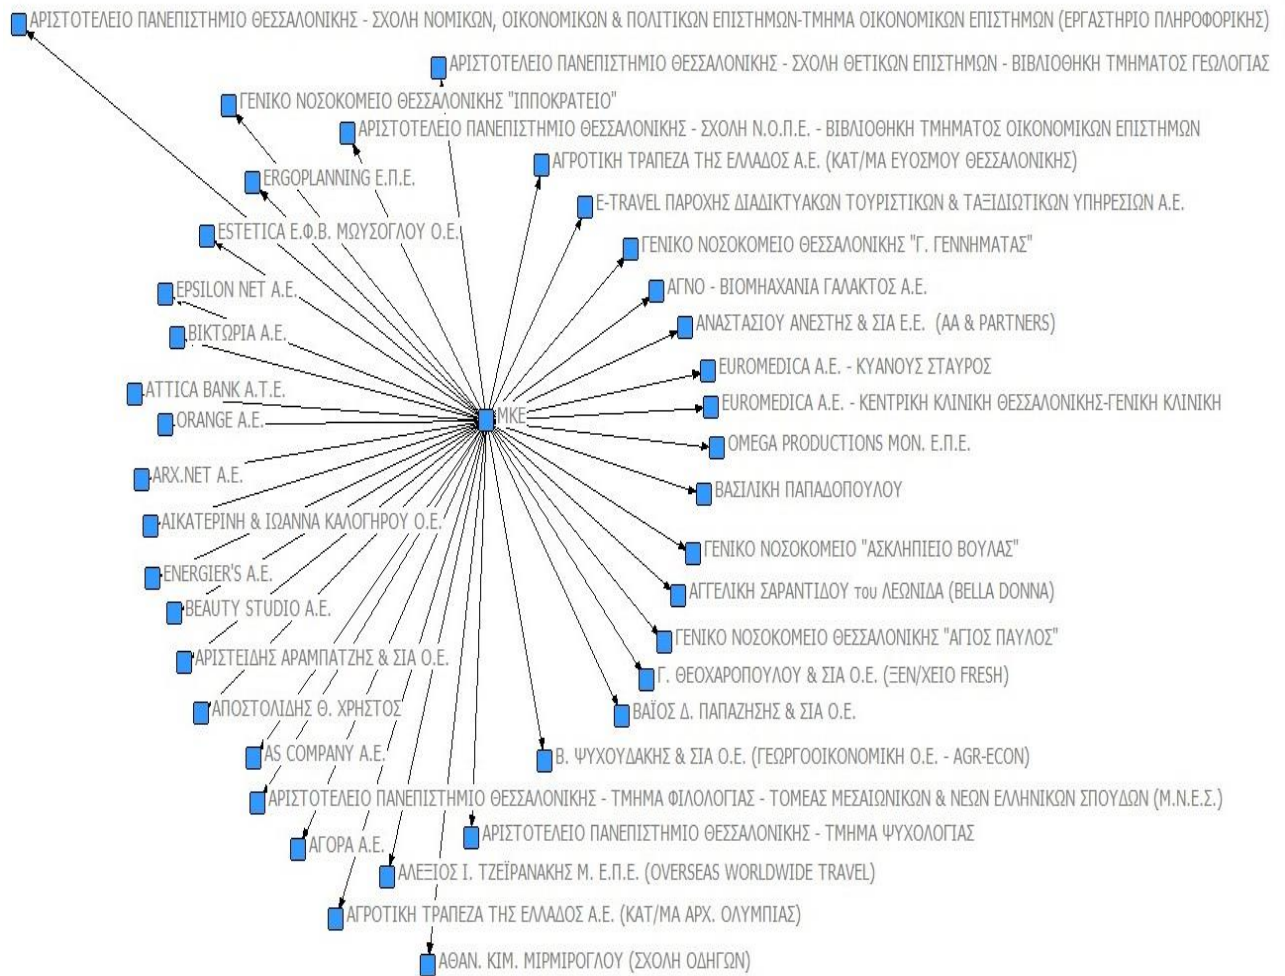 ΑΡΙΣΤΟΤΕΛΕΙΟ ΠΑΝΕΠΙΣΤΗΜΙΟ ΘΕΣΣΑΛΟΝΙΚΗΣ - ΣΧΟΛΗ ΝΟΜΙΚΩΝ, ΟΙΚΟΝΟΜΙΚΩΝ & ΠΟΛΙΤΙΚΩΝ ΕΠΙΣΤΗΜΩΝ-ΤΜΗΜΑ ΟΙΚΟΝΟΜΙΚΩΝ ΕΠΙΣΤΗΜΩΝ (ΕΡΓΑΣΤΗΡΙΟ ΠΛΗΡΟΦΟΡΙΚΗΣ)
ΑΡΙΣΤΟΤΕΛΕΙΟ ΠΑΝΕΠΙΣΤΗΜΙΟ ΘΕΣΣΑΛΟΝΙΚΗΣ - ΣΧΟΛΗ ΘΕΤΙΚΩΝ ΕΠΙΣΤΗΜΩΝ - ΒΙΒΛΙΟΘΗΚΗ ΤΜΗΜΑΤΟΣ ΓΕΩΛΟΓΙΑΣ
ΓΕΝΙΚΟ ΝΟΣΟΚΟΜΕΙΟ ΘΕΣΣΑΛΟΝΙΚΗΣ "ΙΠΠΟΚΡΑΤΕΙΟ"
ΑΡΙΣΤΟΤΕΛΕΙΟ ΠΑΝΕΠΙΣΤΗΜΙΟ ΘΕΣΣΑΛΟΝΙΚΗΣ - ΣΧΟΛΗ Ν.Ο.Π.Ε. - ΒΙΒΛΙΟΘΗΚΗ ΤΜΗΜΑΤΟΣ ΟΙΚΟΝΟΜΙΚΩΝ ΕΠΙΣΤΗΜΩΝ
ΑΓΡΟΤΙΚΗ ΤΡΑΠΕΖΑ ΤΗΣ ΕΛΛΑΔΟΣ Α.Ε. (ΚΑΤ/ΜΑ ΕΥΟΣΜΟΥ ΘΕΣΣΑΛΟΝΙΚΗΣ)
ERGOPLANNING Ε.Π.Ε.
E-TRAVEL ΠΑΡΟΧΗΣ ΔΙΑΔΙΚΤΥΑΚΩΝ ΤΟΥΡΙΣΤΙΚΩΝ & ΤΑΞΙΔΙΩΤΙΚΩΝ ΥΠΗΡΕΣΙΩΝ Α.Ε.
ESTETICA Ε.Φ.Β. ΜΩΥΣΟΓΛΟΥ Ο.Ε.
ΓΕΝΙΚΟ ΝΟΣΟΚΟΜΕΙΟ ΘΕΣΣΑΛΟΝΙΚΗΣ "Γ. ΓΕΝΝΗΜΑΤΑΣ"
EPSILON NET Α.Ε.
ΑΓΝΟ - ΒΙΟΜΗΑΧΑΝΙΑ ΓΑΛΑΚΤΟΣ Α.Ε.
ΑΝΑΣΤΑΣΙΟΥ ΑΝΕΣΤΗΣ & ΣΙΑ Ε.Ε. (AA & PARTNERS)
ΒΙΚΤΩΡΙΑ Α.Ε.
EUROMEDICA Α.Ε. - ΚΥΑΝΟΥΣ ΣΤΑΥΡΟΣ
ATTICA BANK Α.Τ.Ε.
EUROMEDICA Α.Ε. - ΚΕΝΤΡΙΚΗ ΚΛΙΝΙΚΗ ΘΕΣΣΑΛΟΝΙΚΗΣ-ΓΕΝΙΚΗ ΚΛΙΝΙΚΗ
ΜΚΕ
ORANGE Α.Ε.
OMEGA PRODUCTIONS ΜΟΝ. Ε.Π.Ε.
ARX.NET Α.Ε.
ΒΑΣΙΛΙΚΗ ΠΑΠΑΔΟΠΟΥΛΟΥ
ΑΙΚΑΤΕΡΙΝΗ & ΙΩΑΝΝΑ ΚΑΛΟΓΗΡΟΥ Ο.Ε.
ΓΕΝΙΚΟ ΝΟΣΟΚΟΜΕΙΟ "ΑΣΚΛΗΠΙΕΙΟ ΒΟΥΛΑΣ"
ENERGIER'S Α.Ε.
ΑΓΓΕΛΙΚΗ ΣΑΡΑΝΤΙΔΟΥ του ΛΕΩΝΙΔΑ (BELLA DONNA)
BEAUTY STUDIO Α.Ε.
ΓΕΝΙΚΟ ΝΟΣΟΚΟΜΕΙΟ ΘΕΣΣΑΛΟΝΙΚΗΣ "ΑΓΙΟΣ ΠΑΥΛΟΣ"
ΑΡΙΣΤΕΙΔΗΣ ΑΡΑΜΠΑΤΖΗΣ & ΣΙΑ Ο.Ε.
Γ. ΘΕΟΧΑΡΟΠΟΥΛΟΥ & ΣΙΑ Ο.Ε. (ΞΕΝ/ΧΕΙΟ FRESH)
ΑΠΟΣΤΟΛΙΔΗΣ Θ. ΧΡΗΣΤΟΣ
ΒΑΪΟΣ Δ. ΠΑΠΑΖΗΣΗΣ & ΣΙΑ Ο.Ε.
AS COMPANY Α.Ε.
Β. ΨΥΧΟΥΔΑΚΗΣ & ΣΙΑ Ο.Ε. (ΓΕΩΡΓΟΟΙΚΟΝΟΜΙΚΗ Ο.Ε. - AGR-ECON)
ΑΡΙΣΤΟΤΕΛΕΙΟ ΠΑΝΕΠΙΣΤΗΜΙΟ ΘΕΣΣΑΛΟΝΙΚΗΣ - ΤΜΗΜΑ ΦΙΛΟΛΟΓΙΑΣ - ΤΟΜΕΑΣ ΜΕΣΑΙΩΝΙΚΩΝ & ΝΕΩΝ ΕΛΛΗΝΙΚΩΝ ΣΠΟΥΔΩΝ (Μ.Ν.Ε.Σ.)
ΑΡΙΣΤΟΤΕΛΕΙΟ ΠΑΝΕΠΙΣΤΗΜΙΟ ΘΕΣΣΑΛΟΝΙΚΗΣ - ΤΜΗΜΑ ΨΥΧΟΛΟΓΙΑΣ
ΑΓΟΡΑ Α.Ε.
ΑΛΕΞΙΟΣ Ι. ΤΖΕΪΡΑΝΑΚΗΣ Μ. Ε.Π.Ε. (OVERSEAS WORLDWIDE TRAVEL)
ΑΓΡΟΤΙΚΗ ΤΡΑΠΕΖΑ ΤΗΣ ΕΛΛΑΔΟΣ Α.Ε. (ΚΑΤ/ΜΑ ΑΡΧ. ΟΛΥΜΠΙΑΣ)
ΑΘΑΝ. ΚΙΜ. ΜΙΡΜΙΡΟΓΛΟΥ (ΣΧΟΛΗ ΟΔΗΓΩΝ)